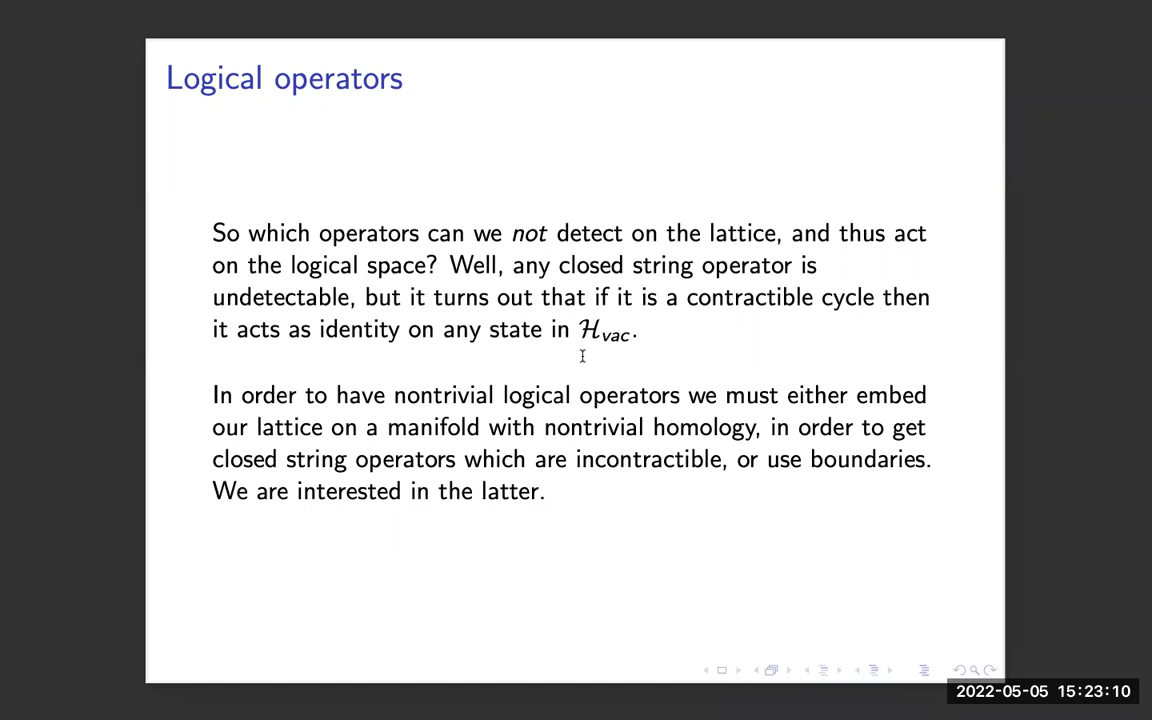 Logical operators
So which operators can we not detect on the lattice, and thus act
on the logical space? Well, any closed string operator is
undetectable, but it turns out that if it is a contractible cycle then
it acts as identity on any state in ℋvac.
In order to have nontrivial logical operators we must either embed
our lattice on a manifold with nontrivial homology, in order to get
closed string operators which are incontractible, or use boundaries.
We are interested in the latter.
2022-05-05 15:23:10